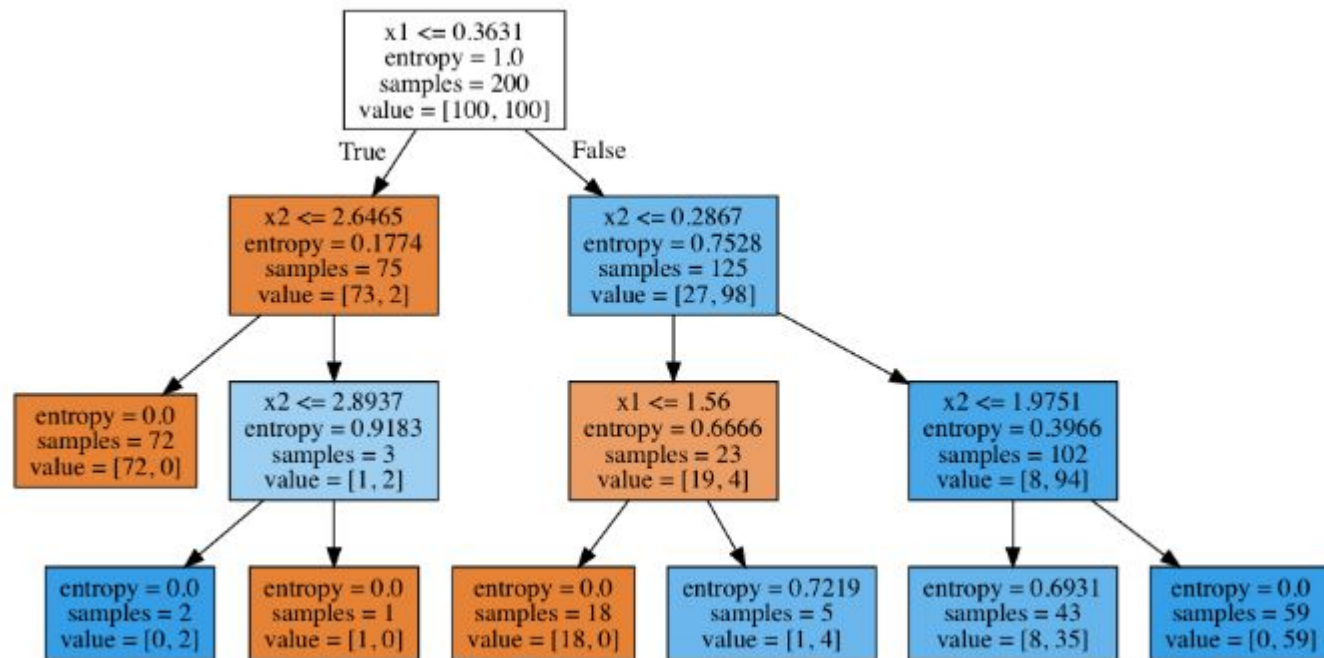 x1 <= 0.3631
entropy = 1.0
samples = 200
value = [100, 100]
True
False
x2 <= 2.6465
entropy = 0.1774
samples = 75
value = [73, 2]
x2 <= 0.2867
entropy = 0.7528
samples = 125
value = [27, 98]
entropy = 0.0
samples = 72
value = [72, 0]
x2 <= 2.8937
entropy = 0.9183
samples = 3
value = [1, 2]
x1 <= 1.56
entropy = 0.6666
samples = 23
value = [19, 4]
x2 <= 1.9751
entropy = 0.3966
samples = 102
value = [8, 94]
entropy = 0.0
samples = 2
value = [0, 2]
entropy = 0.0
samples = 1
value = [1, 0]
entropy = 0.0
samples = 18
value = [18, 0]
entropy = 0.7219
samples = 5
value = [1, 4]
entropy = 0.6931
samples = 43
value = [8, 35]
entropy = 0.0
samples = 59
value = [0, 59]